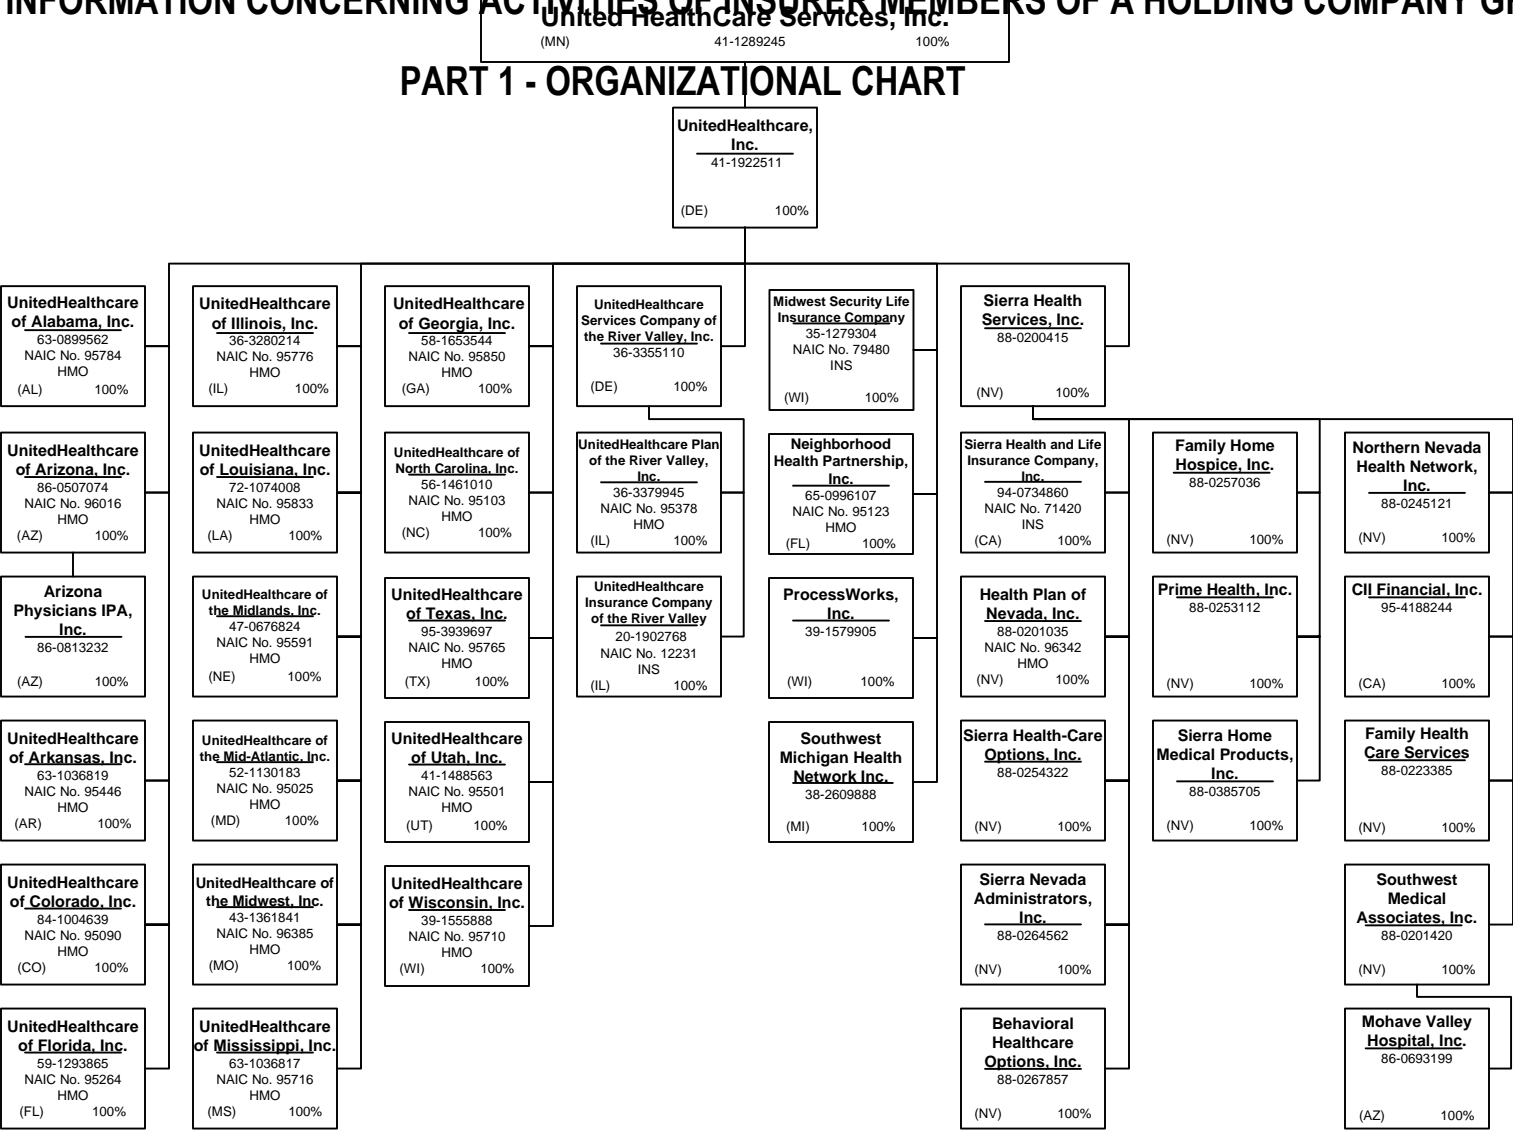 INFORMATION CONCERNING ACTIVITIES OF INSURER MEMBERS OF A HOLDING COMPANY
United HealthCare Services, Inc.
(MN) 41-1289245 100%
PART 1 - ORGANIZATIONAL CHART
UnitedHealthcare,
Inc.
41-1922511
(DE) 100%
UnitedHealthcare
of Alabama, Inc.
63-0899562
NAIC No. 95784
HMO
(AL) 100%
UnitedHealthcare
of Illinois, Inc.
36-3280214
NAIC No. 95776
HMO
(IL) 100%
UnitedHealthcare
of Georgia, Inc.
58-1653544
NAIC No. 95850
HMO
(GA) 100%
UnitedHealthcare
Services Company of
the River Valley, Inc.
36-3355110
(DE) 100%
Midwest Security Life
Insurance Company
35-1279304
NAIC No. 79480
INS
(WI) 100%
Sierra Health
Services, Inc.
88-0200415
(NV) 100%
UnitedHealthcare
of Arizona, Inc.
86-0507074
NAIC No. 96016
HMO
(AZ) 100%
UnitedHealthcare
of Louisiana, Inc.
72-1074008
NAIC No. 95833
HMO
(LA) 100%
UnitedHealthcare of
North Carolina, Inc.
56-1461010
NAIC No. 95103
HMO
(NC) 100%
UnitedHealthcare Plan
of the River Valley,
Inc.
36-3379945
NAIC No. 95378
HMO
(IL) 100%
Neighborhood
Health Partnership,
Inc.
65-0996107
NAIC No. 95123
HMO
(FL) 100%
Sierra Health and Life
Insurance Company,
Inc.
94-0734860
NAIC No. 71420
INS
(CA) 100%
Family Home
Hospice, Inc.
88-0257036
(NV) 100%
Northern Nevada
Health Network,
Inc.
88-0245121
(NV) 100%
Arizona
Physicians IPA,
Inc.
86-0813232
(AZ) 100%
UnitedHealthcare of
the Midlands, Inc.
47-0676824
NAIC No. 95591
HMO
(NE) 100%
UnitedHealthcare
of Texas, Inc.
95-3939697
NAIC No. 95765
HMO
(TX) 100%
UnitedHealthcare
Insurance Company
of the River Valley
20-1902768
NAIC No. 12231
INS
(IL) 100%
ProcessWorks,
Inc.
39-1579905
(WI) 100%
Health Plan of
Nevada, Inc.
88-0201035
NAIC No. 96342
HMO
(NV) 100%
Prime Health, Inc.
88-0253112
(NV) 100%
CII Financial, Inc.
95-4188244
(CA) 100%
UnitedHealthcare
of Arkansas, Inc.
63-1036819
NAIC No. 95446
HMO
(AR) 100%
UnitedHealthcare of
the Mid-Atlantic, Inc.
52-1130183
NAIC No. 95025
HMO
(MD) 100%
UnitedHealthcare
of Utah, Inc.
41-1488563
NAIC No. 95501
HMO
(UT) 100%
Southwest
Michigan Health
Network Inc.
38-2609888
(MI) 100%
Sierra Health-Care
Options, Inc.
88-0254322
(NV) 100%
Sierra Home
Medical Products,
Inc.
88-0385705
(NV) 100%
Family Health
Care Services
88-0223385
(NV) 100%
UnitedHealthcare
of Colorado, Inc.
84-1004639
NAIC No. 95090
HMO
(CO) 100%
UnitedHealthcare of
the Midwest, Inc.
43-1361841
NAIC No. 96385
HMO
(MO) 100%
UnitedHealthcare
of Wisconsin, Inc.
39-1555888
NAIC No. 95710
HMO
(WI) 100%
Sierra Nevada
Administrators,
Inc.
88-0264562
(NV) 100%
Southwest
Medical
Associates, Inc.
88-0201420
(NV) 100%
UnitedHealthcare
of Florida, Inc.
59-1293865
NAIC No. 95264
HMO
(FL) 100%
UnitedHealthcare
of Mississippi, Inc.
63-1036817
NAIC No. 95716
HMO
(MS) 100%
Behavioral
Healthcare
Options, Inc.
88-0267857
(NV) 100%
Mohave Valley
Hospital, Inc.
86-0693199
(AZ) 100%